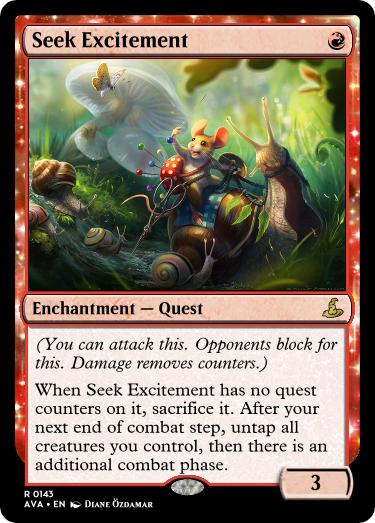 Seek Excitement
Enchantment — Quest
(You can attack this. Opponents block for
this. Damage removes counters.)
When Seek Excitement has no quest
counters on it, sacrifice it. After your
next end of combat step, untap all
creatures you control, then there is an
additional combat phase.
3
R 0143
AVA • EN Diane Özdamar